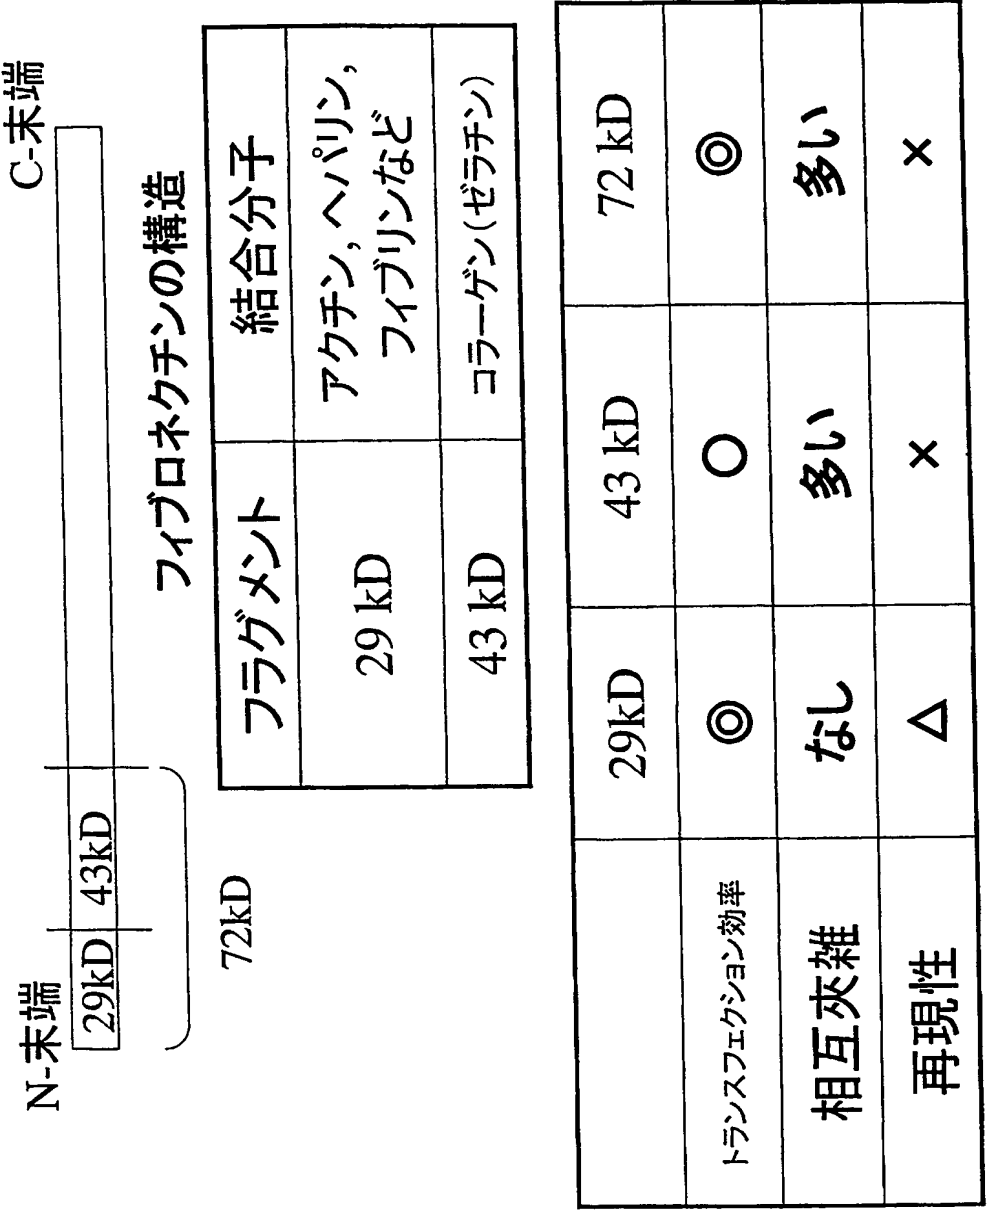 N-末端
C-末端
29kD
43kD
72kD
フィブロネクチンの構造
フラグメント
結合分子
29 kD
アクチン, ヘパリン,
フィブリンなど
43 kD
コラーゲン(ゼラチン)
29kD
43 kD
72 kD
トランスフェクション効率
◎
○
◎
相互夾雑
なし
多い
多い
再現性
△
×
×